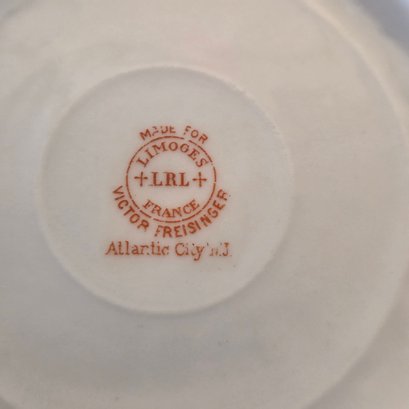 MADE FOR
LIMOGES
+LRL+
FRANCE
VICTOR FREISINGER
Atlantic City N.J.